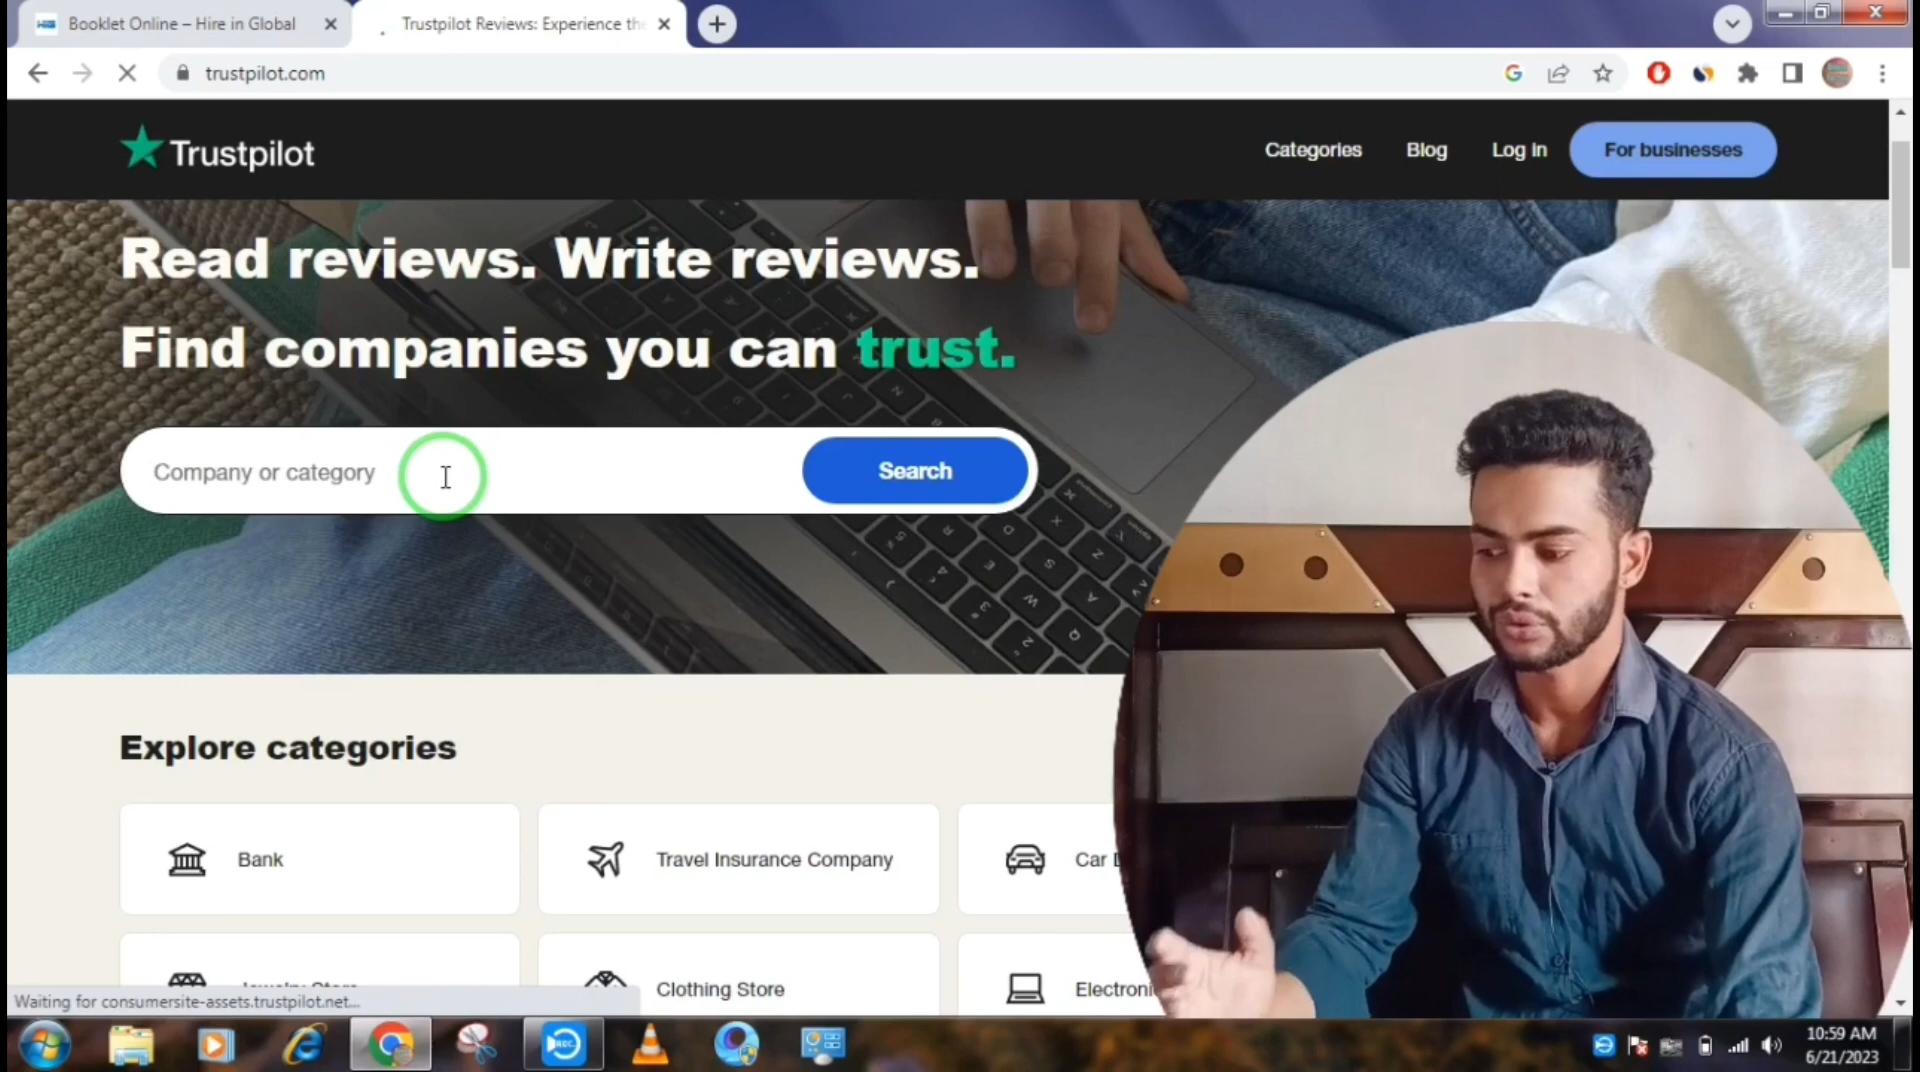 Booklet Online – Hire in Global
Trustpilot Reviews: Experience the
trustpilot.com
Trustpilot
Categories
Blog
Log in
For businesses
Read reviews. Write reviews.
Find companies you can trust.
Company or category
Search
Explore categories
Bank
Travel Insurance Company
Car
Clothing Store
Electroni
Waiting for consumersite-assets.trustpilot.net...
REC
10:59 AM
6/21/2023